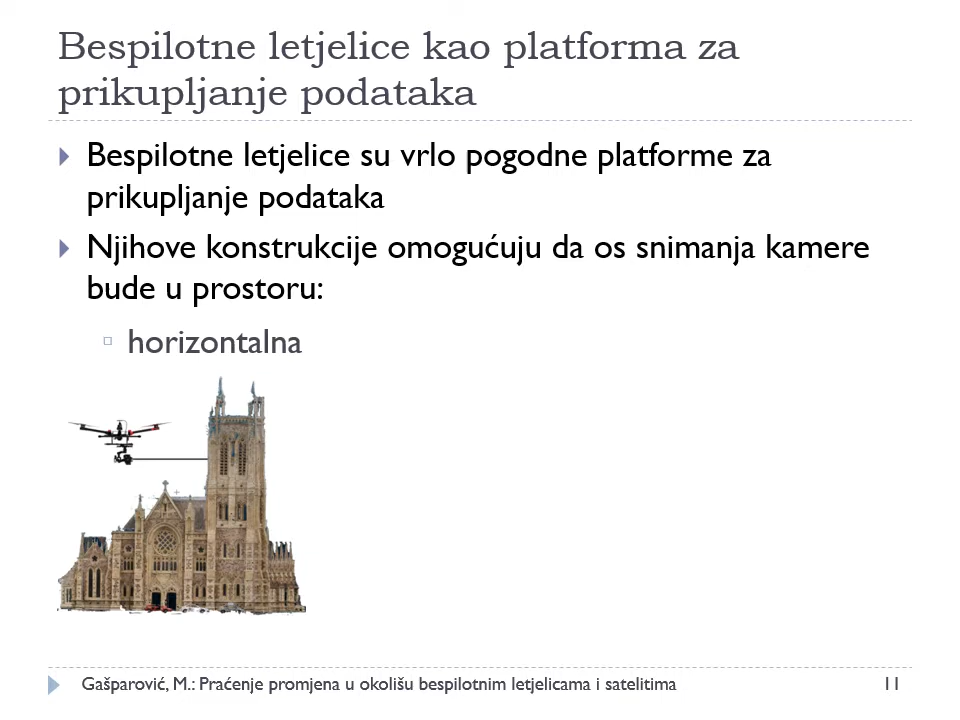 Bespilotne letjelice kao platforma za
prikupljanje podataka
Bespilotne letjelice su vrlo pogodne platforme za
prikupljanje podataka
Njihove konstrukcije omogućuju da os snimanja kamere
bude u prostoru:
horizontalna
Gašparović, M.: Praćenje promjena u okolišu bespilotnim letjelicama i satelitima
11